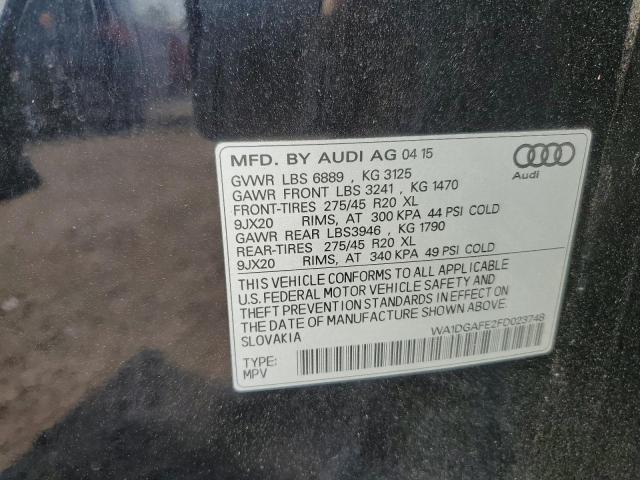 MFD. BY AUDI AG 04 15
GVWR LBS 6889 , KG 3125
GAWR FRONT LBS 3241 , KG 1470
FRONT-TIRES 275/45 R20 XL
9JX20 RIMS, AT 300 KPA 44 PSI COLD
GAWR REAR LBS3946 , KG 1790
REAR-TIRES 275/45 R20 XL
9JX20 RIMS, AT 340 KPA 49 PSI COLD
Audi
THIS VEHICLE CONFORMS TO ALL APPLICABLE
U.S. FEDERAL MOTOR VEHICLE SAFETY AND
THEFT PREVENTION STANDARDS IN EFFECT ON
THE DATE OF MANUFACTURE SHOWN ABOVE.
SLOVAKIA
WA1DGAFE2FD023748
TYPE:
MPV